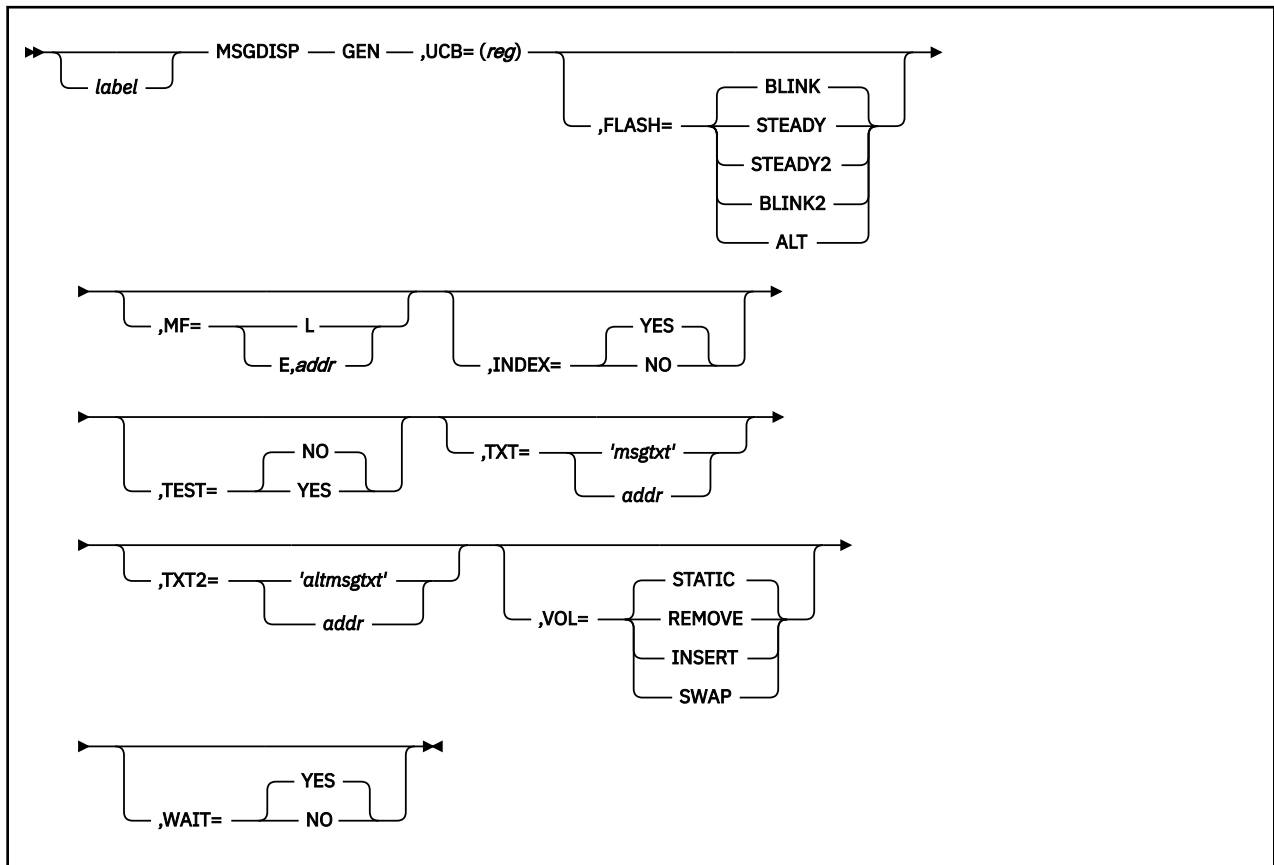 MSGDISP GEN ,UCB= (reg)
label
,FLASH=
BLINK
STEADY
STEADY2
BLINK2
ALT
,MF=
L
E,addr
,INDEX=
YES
NO
,TEST=
NO
YES
,TXT=
'msgtxt'
addr
,TXT2=
'altmsgtxt'
addr
,VOL=
STATIC
REMOVE
INSERT
SWAP
,WAIT=
YES
NO